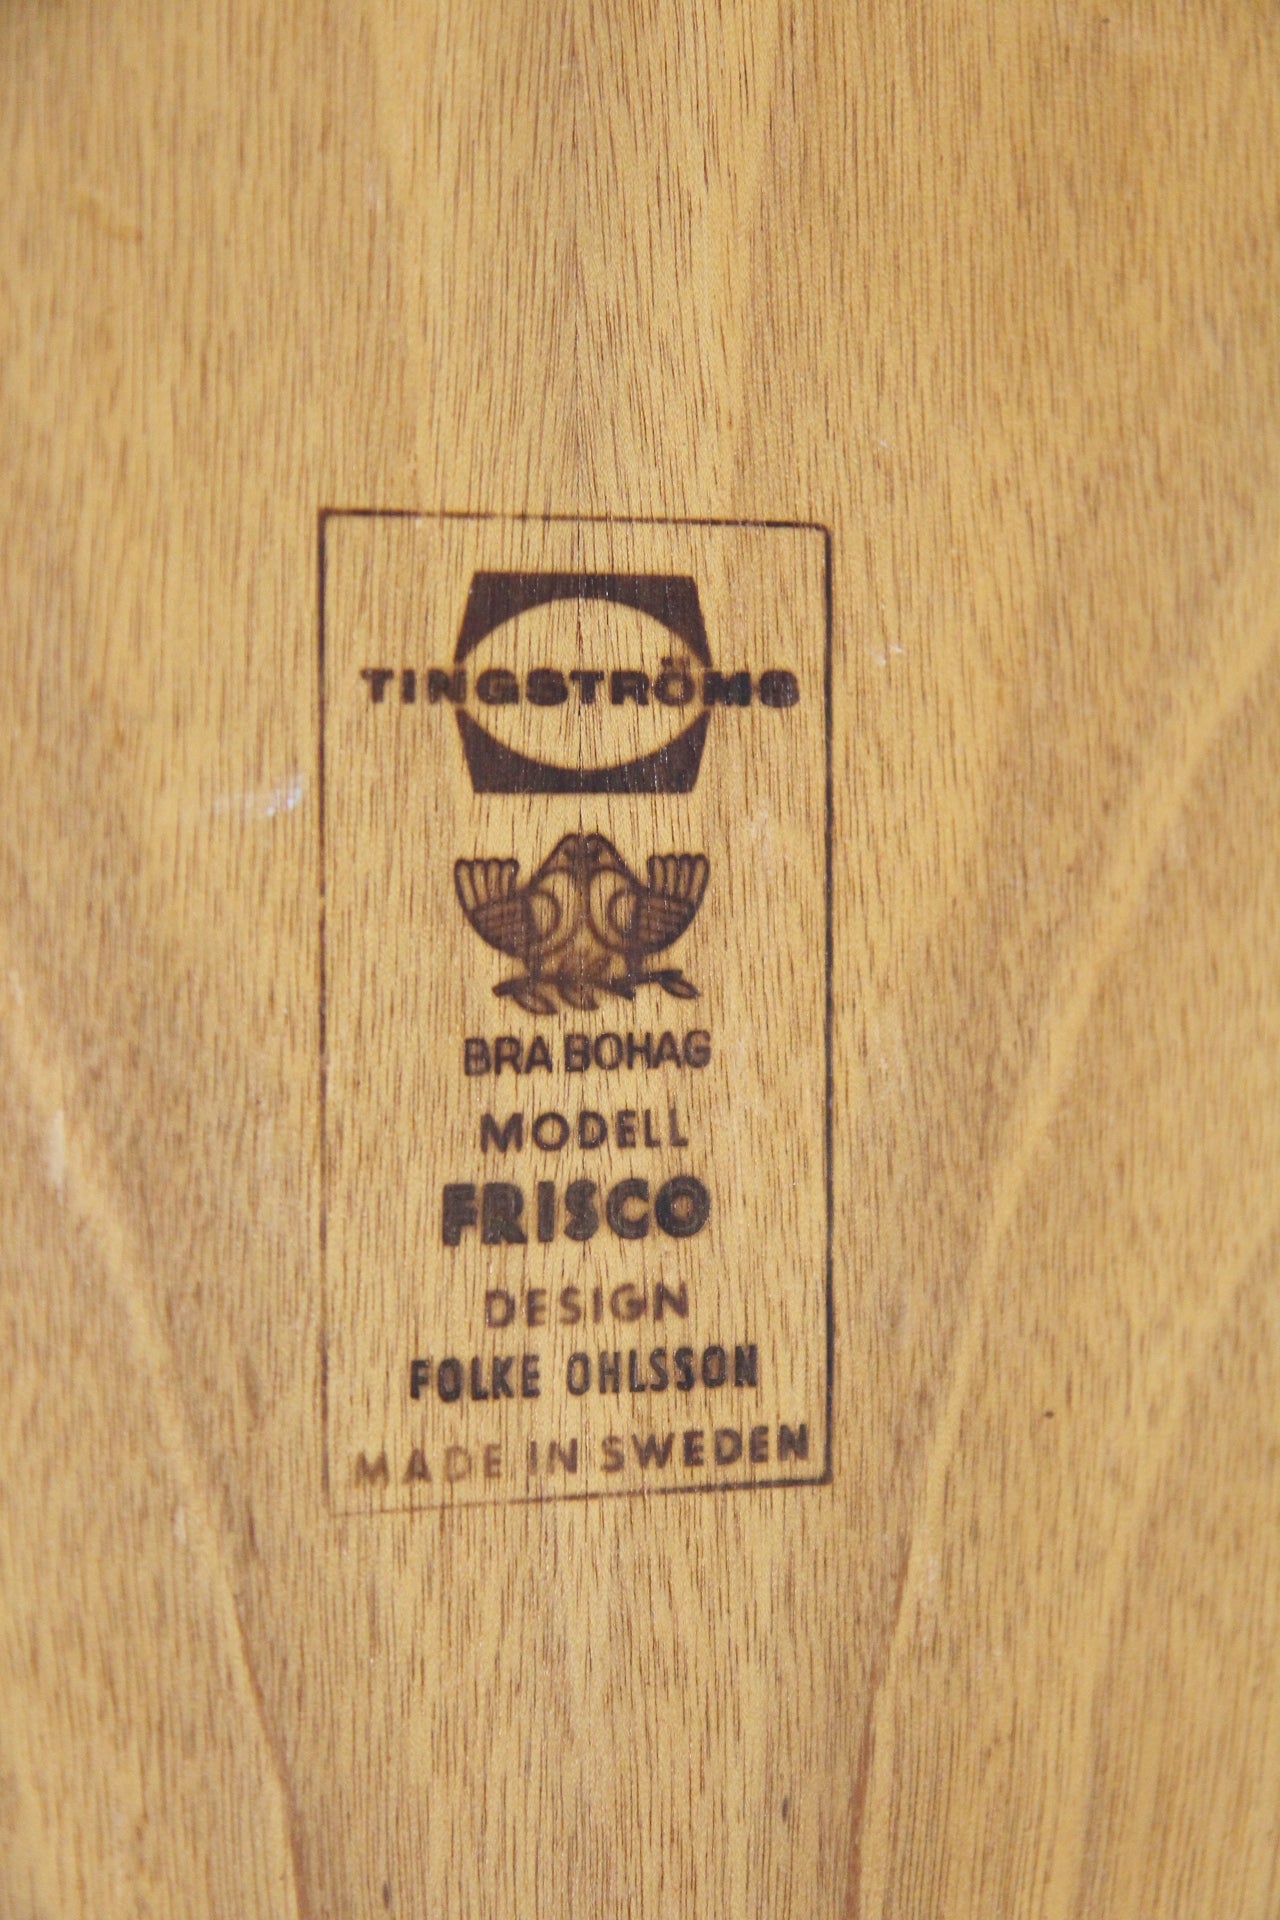 TINGSTRÖMS
BRA BOHAG
MODELL
FRISCO
DESIGN
FOLKE OHLSSON
MADE IN SWEDEN